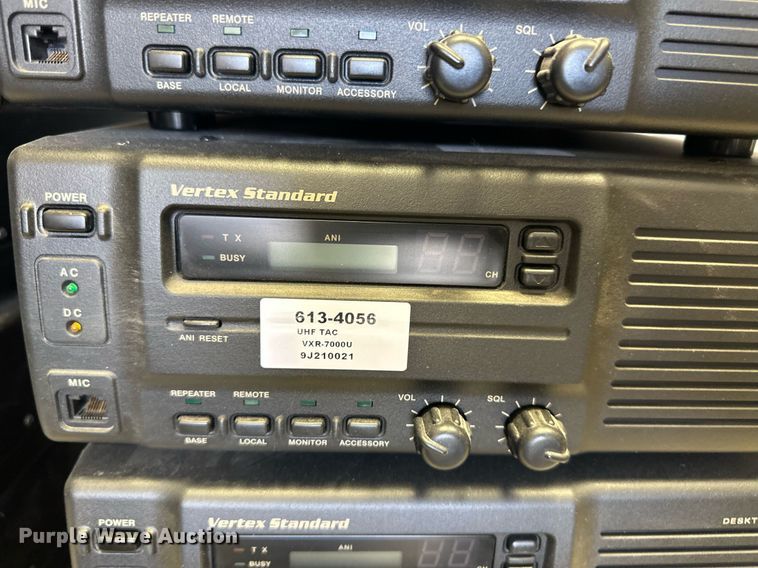 MIC
REPEATER REMOTE
VOL SQL
BASE LOCAL MONITOR ACCESSORY
Vertex Standard
POWER
TX ANI
BUSY
CH
AC
DC
613-4056
UHF TAC
VXR-7000U
9J210021
ANI RESET
MIC
REPEATER REMOTE
VOL SQL
BASE LOCAL MONITOR ACCESSORY
Vertex Standard
POWER
DESKT
TX ANI
BUSY
Purple Wave Auction